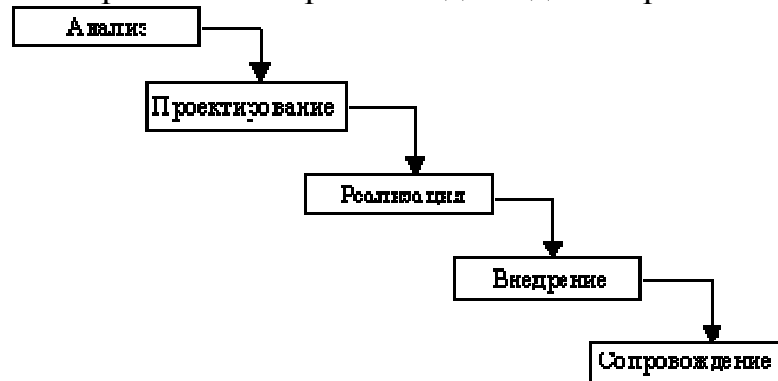 Анализ
Проектирование
Реализация
Внедрение
Сопровождение